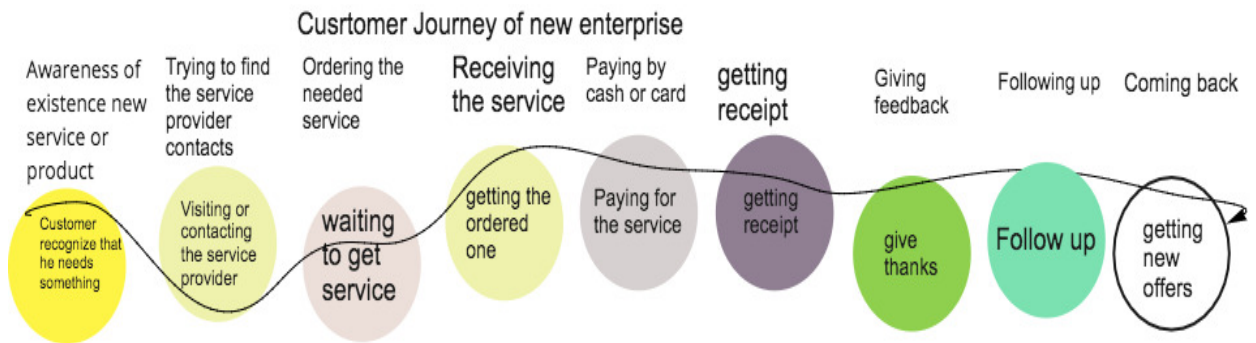 Cusrtomer Journey of new enterprise
Awareness of
existence new
service or
product
Trying to find
the service
provider
contacts
Ordering the
needed
service
Receiving
the service
Paying by
cash or card
getting
receipt
Giving
feedback
Following up
Coming back
Customer
recognize that
he needs
something
Visiting or
contacting
the service
provider
waiting
to get
service
getting the
ordered
one
Paying for
the service
getting
receipt
give
thanks
Follow up
getting
new
offers